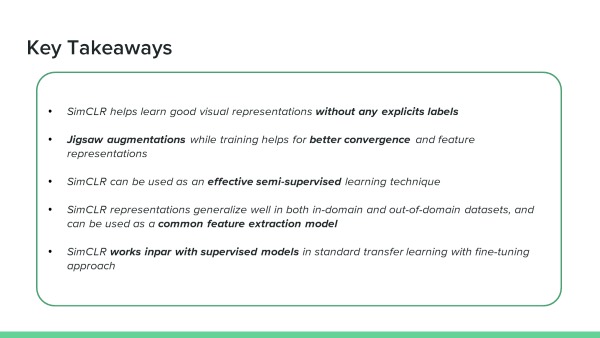 Key Takeaways
• SimCLR helps learn good visual representations without any explicits labels
• Jigsaw augmentations while training helps for better convergence and feature
representations
• SimCLR can be used as an effective semi-supervised learning technique
• SimCLR representations generalize well in both in-domain and out-of-domain datasets, and
can be used as a common feature extraction model
• SimCLR works inpar with supervised models in standard transfer learning with fine-tuning
approach